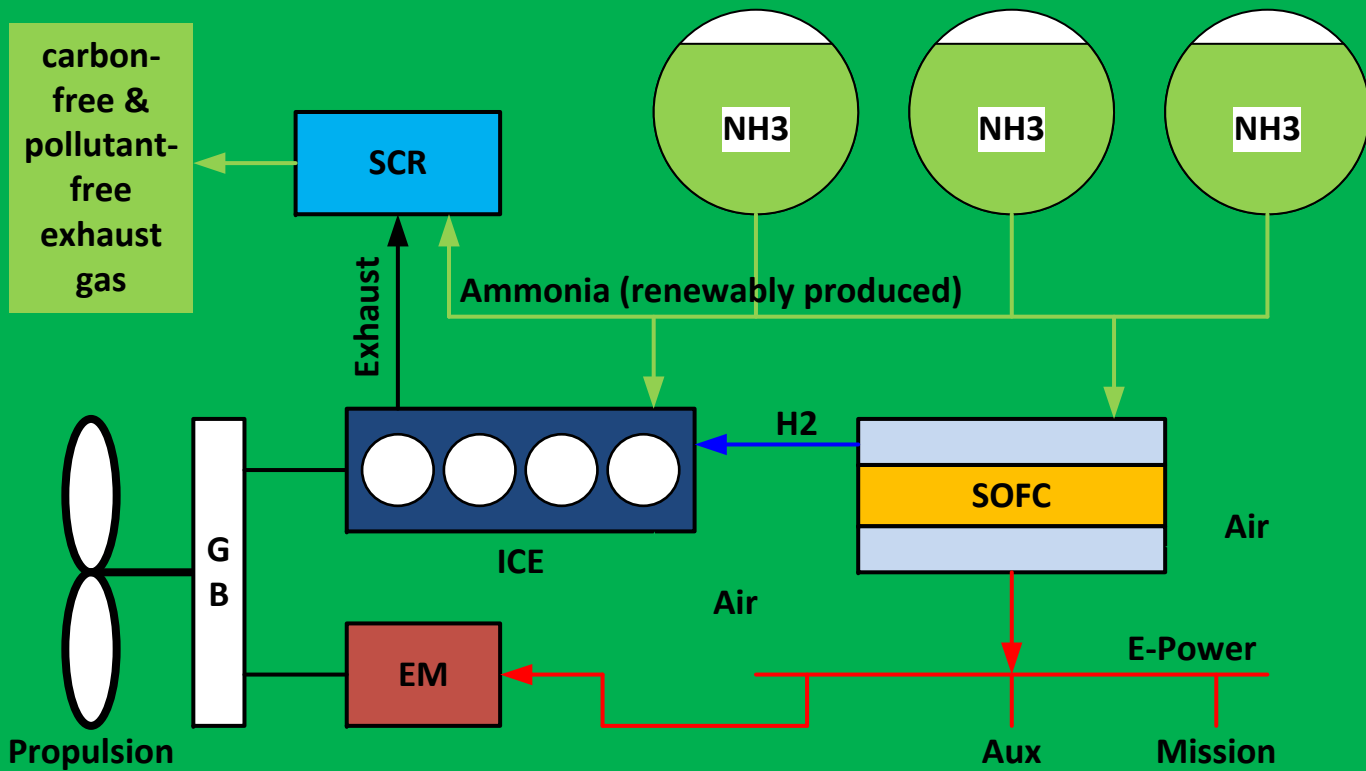 carbon-
free &
pollutant-
free
exhaust
gas
SCR
NH3
NH3
NH3
Exhaust
Ammonia (renewably produced)
H2
SOFC
Air
G
B
ICE
Air
EM
E-Power
Propulsion
Aux
Mission